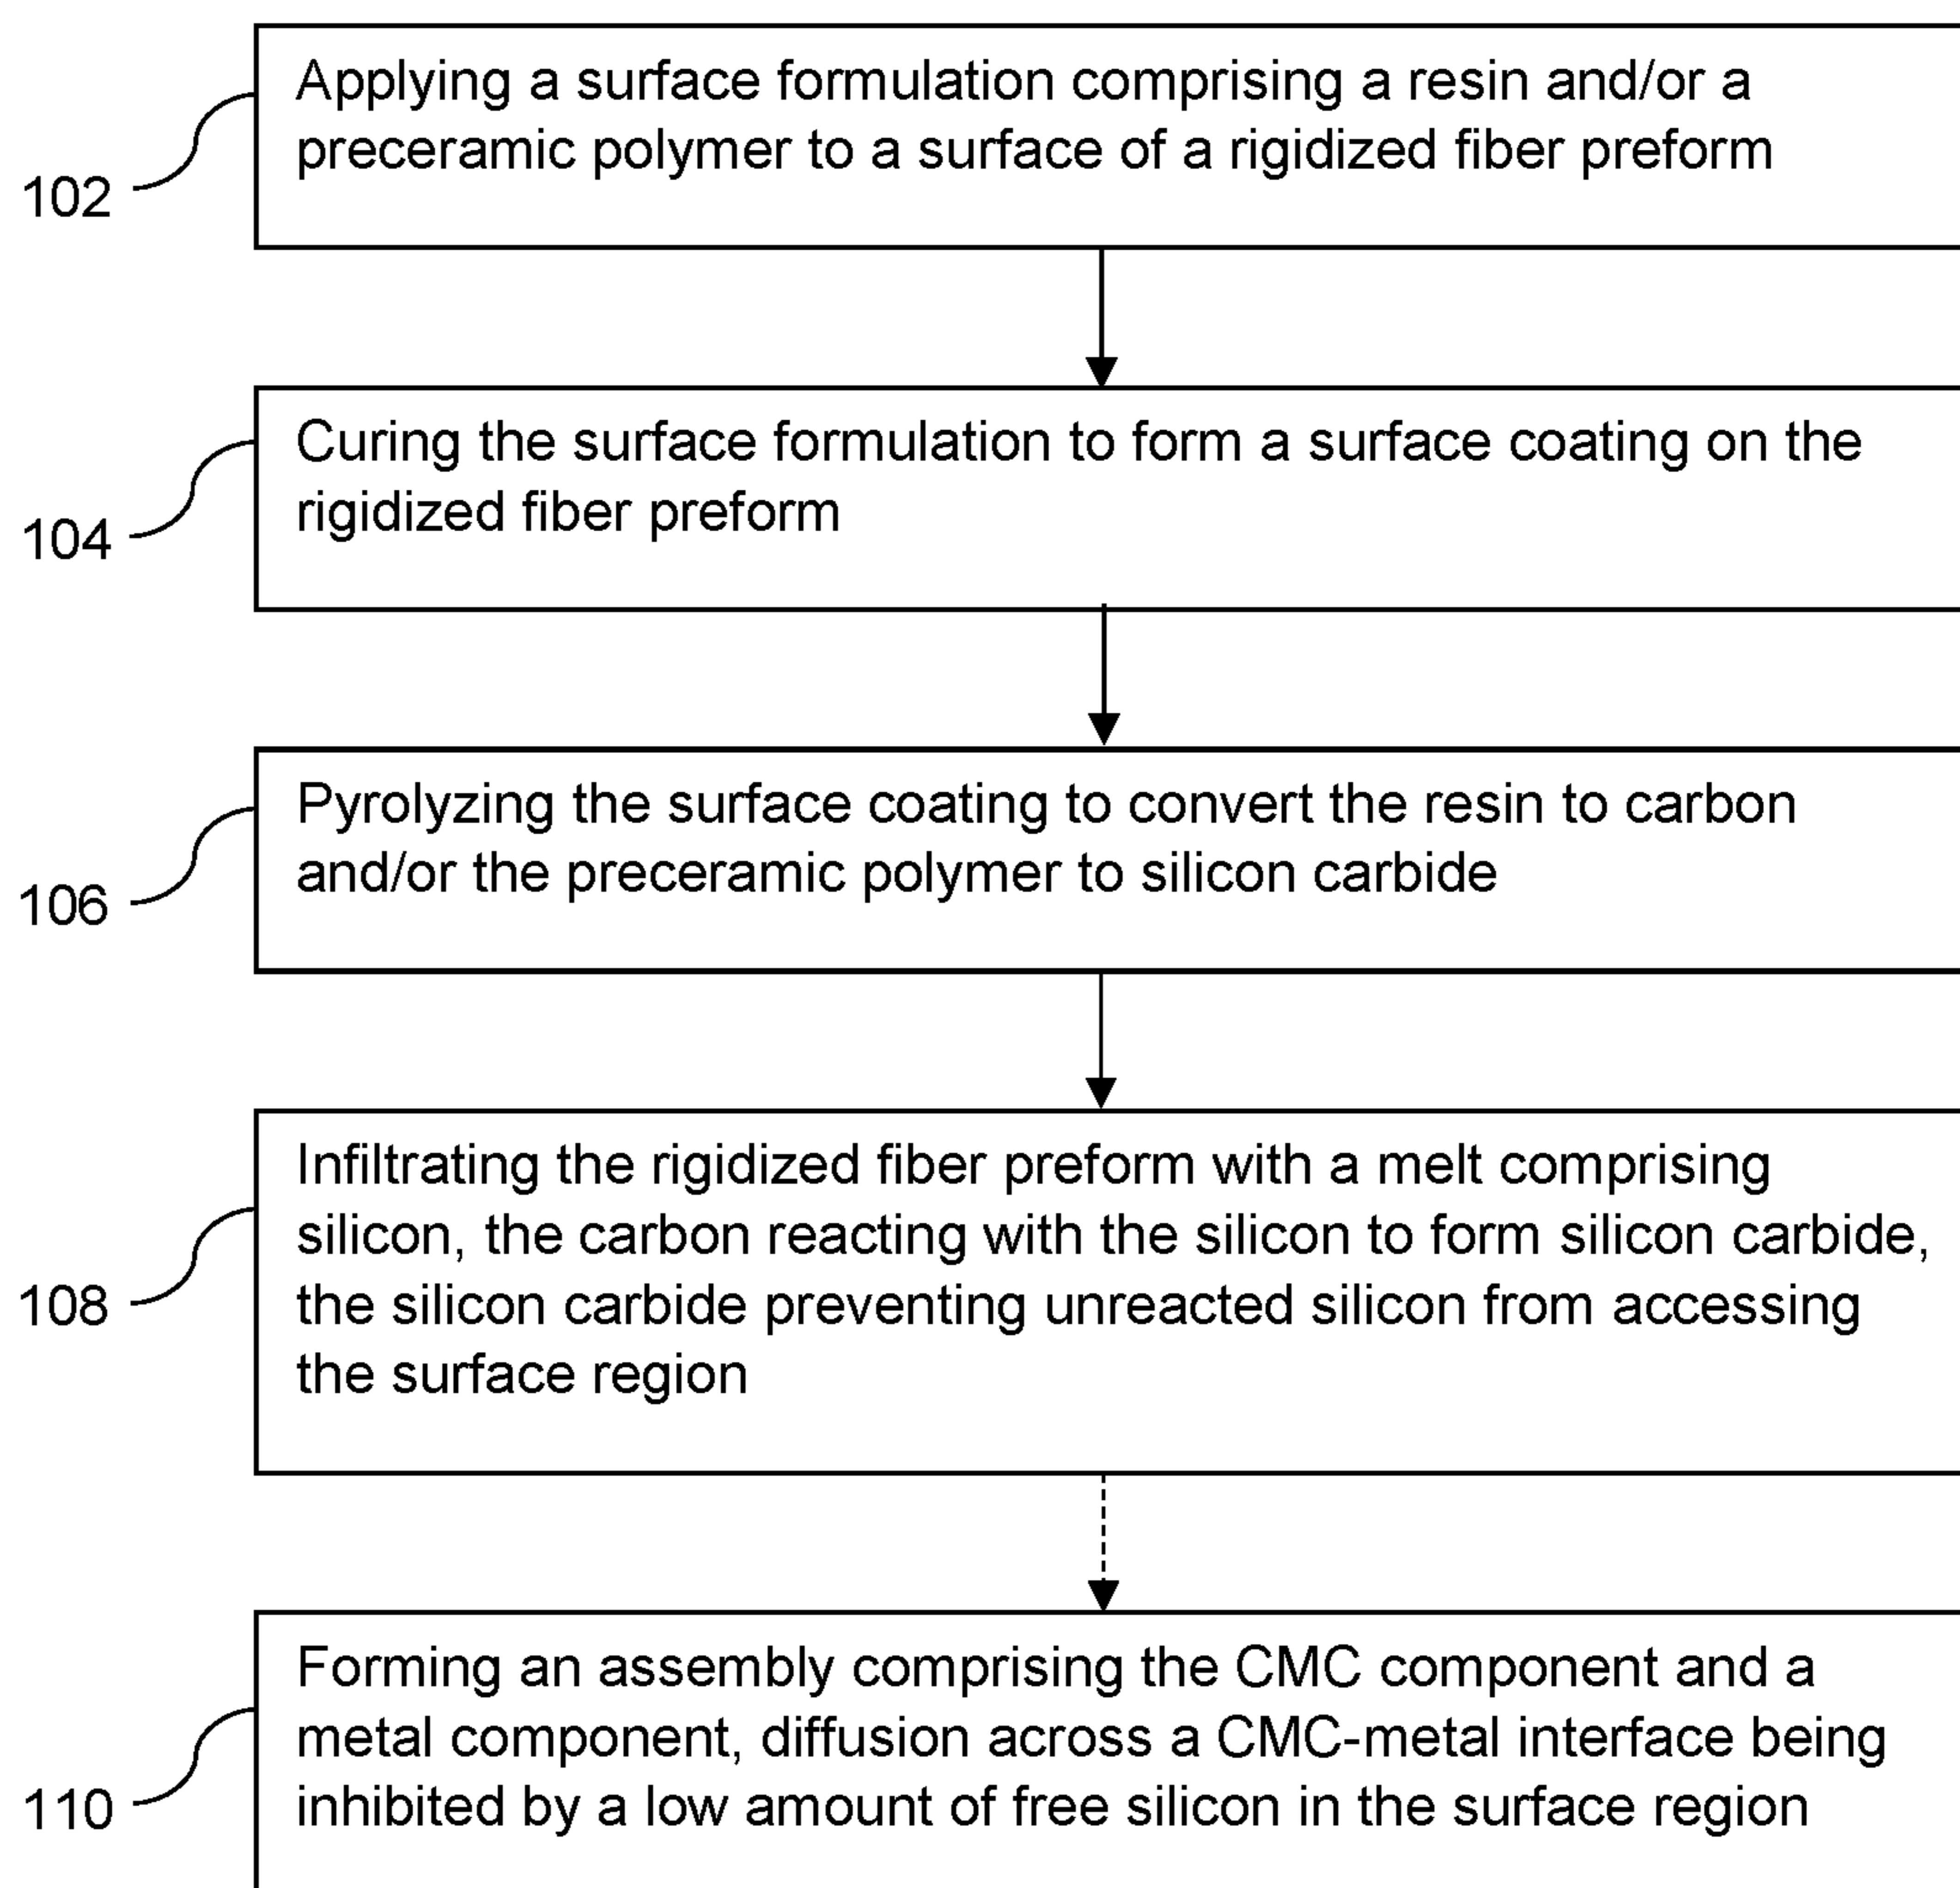 Applying a surface formulation comprising a resin and/or a
preceramic polymer to a surface of a rigidized fiber preform
102
Curing the surface formulation to form a surface coating on the
rigidized fiber preform
104
Pyrolyzing the surface coating to convert the resin to carbon
and/or the preceramic polymer to silicon carbide
106
Infiltrating the rigidized fiber preform with a melt comprising
silicon, the carbon reacting with the silicon to form silicon carbide,
the silicon carbide preventing unreacted silicon from accessing
the surface region
108
Forming an assembly comprising the CMC component and a
metal component, diffusion across a CMC-metal interface being
inhibited by a low amount of free silicon in the surface region
110